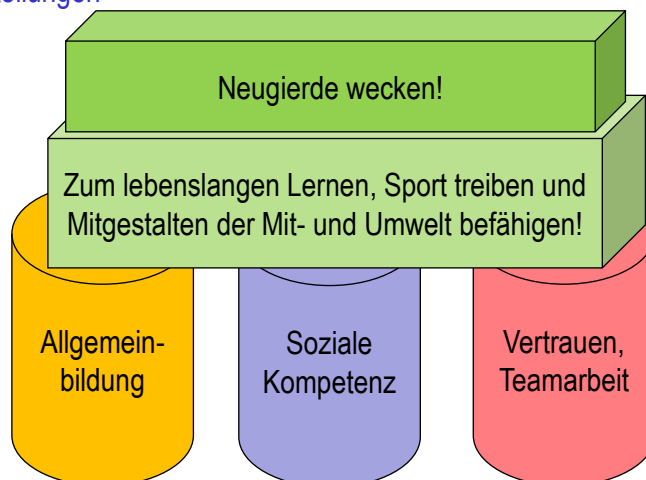 Neugierde wecken!
Zum lebenslangen Lernen, Sport treiben und
Mitgestalten der Mit- und Umwelt befähigen!
Allgemein-
bildung
Soziale
Kompetenz
Vertrauen,
Teamarbeit